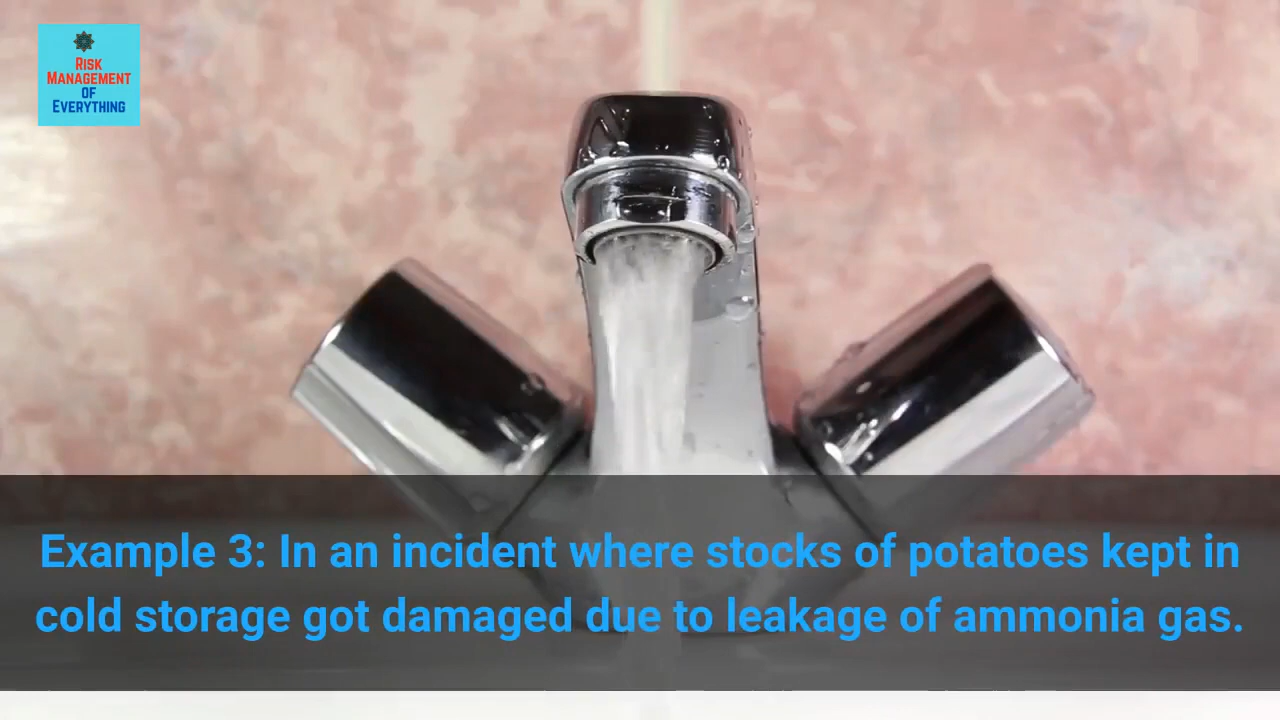 RISK
MANAGEMENT
OF
EVERYTHING
Example 3: In an incident where stocks of potatoes kept in
cold storage got damaged due to leakage of ammonia gas.